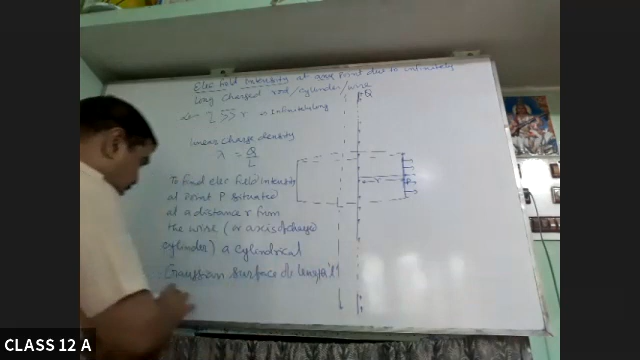 Elec field Intensity at any point due to infinitely
long charged rod/cylinder/wire
Q
L >> r ⇒ Infinitely long
linear charge density
λ = Q/L
To find elec field intensity
at point P situated
at a distance r from
the wire (or axis of charged
cylinder) a cylindrical
Gaussian surface of length 'l'
P
CLASS 12 A